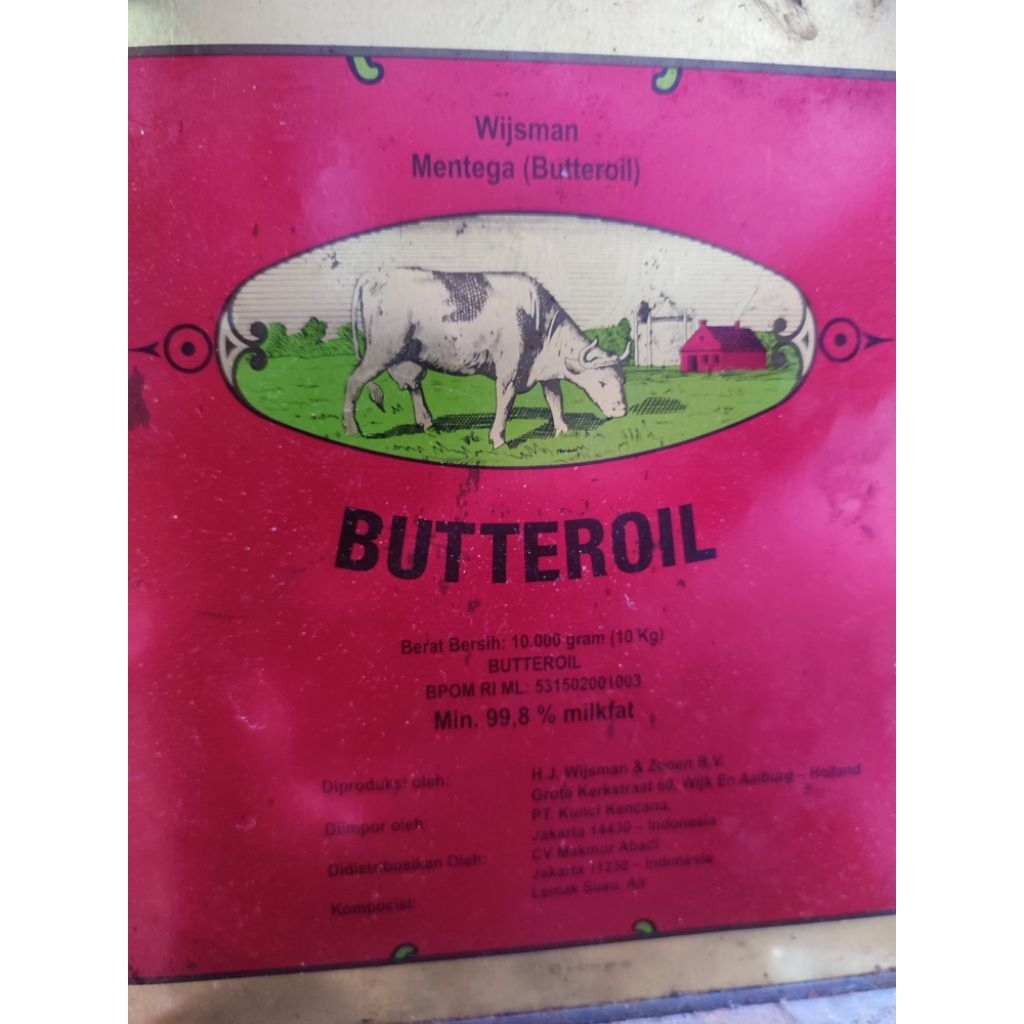 Wijsman
Mentega (Butteroil)
BUTTEROIL
Berat Bersih: 10.000 gram (10 Kg)
BUTTEROIL
BPOM RI ML: 531502001003
Min. 99,8 % milkfat
Diproduksi oleh: H.J. Wijsman & Zonen B.V.
Grote Kerkstraat 60, Wijk En Aalburg – Holland
Diimpor oleh: PT. Kunci Kencana,
Jakarta 14430 – Indonesia
Didistribusikan Oleh: CV Makmur Abadi
Jakarta 11230 – Indonesia
Komposisi: Lemak Susu, Air